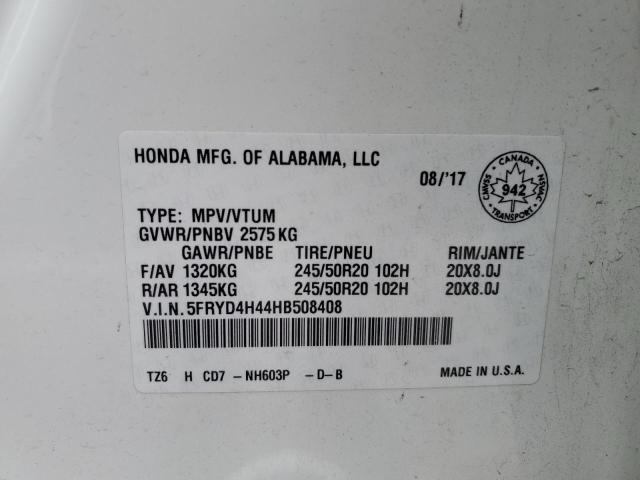 HONDA MFG. OF ALABAMA, LLC
08/'17
CANADA
CMVSS 942 NSVAC
TRANSPORT
TYPE: MPV/VTUM
GVWR/PNBV 2575KG
GAWR/PNBE TIRE/PNEU RIM/JANTE
F/AV 1320KG 245/50R20 102H 20X8.0J
R/AR 1345KG 245/50R20 102H 20X8.0J
V.I.N.5FRYD4H44HB508408
TZ6 H CD7 -NH603P -D-B MADE IN U.S.A.